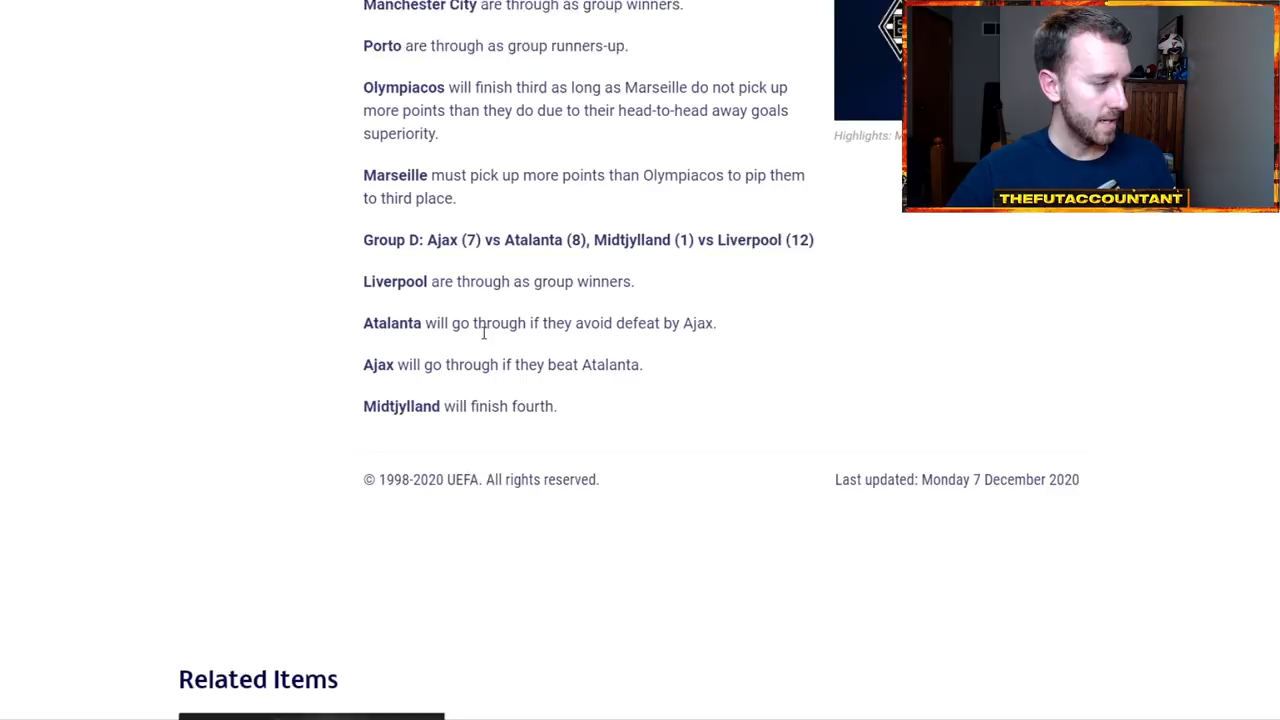 Manchester City are through as group winners.
Porto are through as group runners-up.
Olympiacos will finish third as long as Marseille do not pick up
more points than they do due to their head-to-head away goals
superiority.
Highlights:
Marseille must pick up more points than Olympiacos to pip them
to third place.
THEFUTACCOUNTANT
Group D: Ajax (7) vs Atalanta (8), Midtjylland (1) vs Liverpool (12)
Liverpool are through as group winners.
Atalanta will go through if they avoid defeat by Ajax.
Ajax will go through if they beat Atalanta.
Midtjylland will finish fourth.
© 1998-2020 UEFA. All rights reserved.
Last updated: Monday 7 December 2020
Related Items